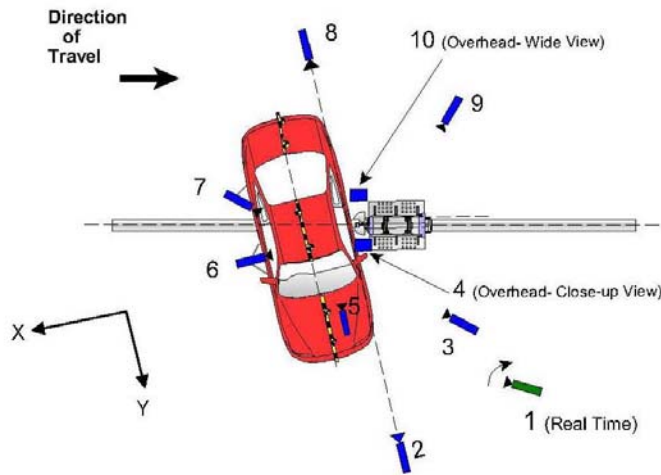 Direction
of
Travel
8
10 (Overhead- Wide View)
9
7
6
4 (Overhead- Close-up View)
5
3
X
Y
1 (Real Time)
2